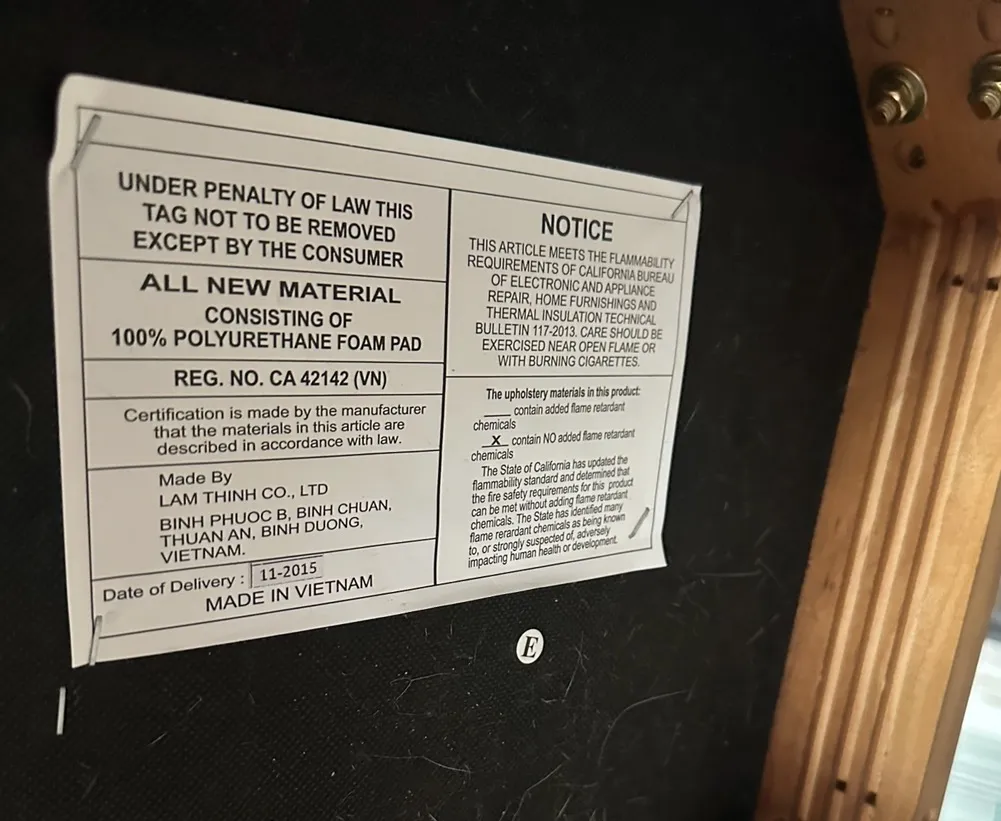 UNDER PENALTY OF LAW THIS
TAG NOT TO BE REMOVED
EXCEPT BY THE CONSUMER
ALL NEW MATERIAL
CONSISTING OF
100% POLYURETHANE FOAM PAD
REG. NO. CA 42142 (VN)
Certification is made by the manufacturer
that the materials in this article are
described in accordance with law.
Made By
LAM THINH CO., LTD
BINH PHUOC B, BINH CHUAN,
THUAN AN, BINH DUONG,
VIETNAM.
Date of Delivery : 11-2015
MADE IN VIETNAM
NOTICE
THIS ARTICLE MEETS THE FLAMMABILITY
REQUIREMENTS OF CALIFORNIA BUREAU
OF ELECTRONIC AND APPLIANCE
REPAIR, HOME FURNISHINGS AND
THERMAL INSULATION TECHNICAL
BULLETIN 117-2013. CARE SHOULD BE
EXERCISED NEAR OPEN FLAME OR
WITH BURNING CIGARETTES.
The upholstery materials in this product:
____ contain added flame retardant
chemicals
X contain NO added flame retardant
chemicals
The State of California has updated the
flammability standard and determined that
the fire safety requirements for this product
can be met without adding flame retardant
chemicals. The State has identified many
flame rerardant chemicals as being known
to, or strongly suspected of, adversely
impacting human health or development.
E